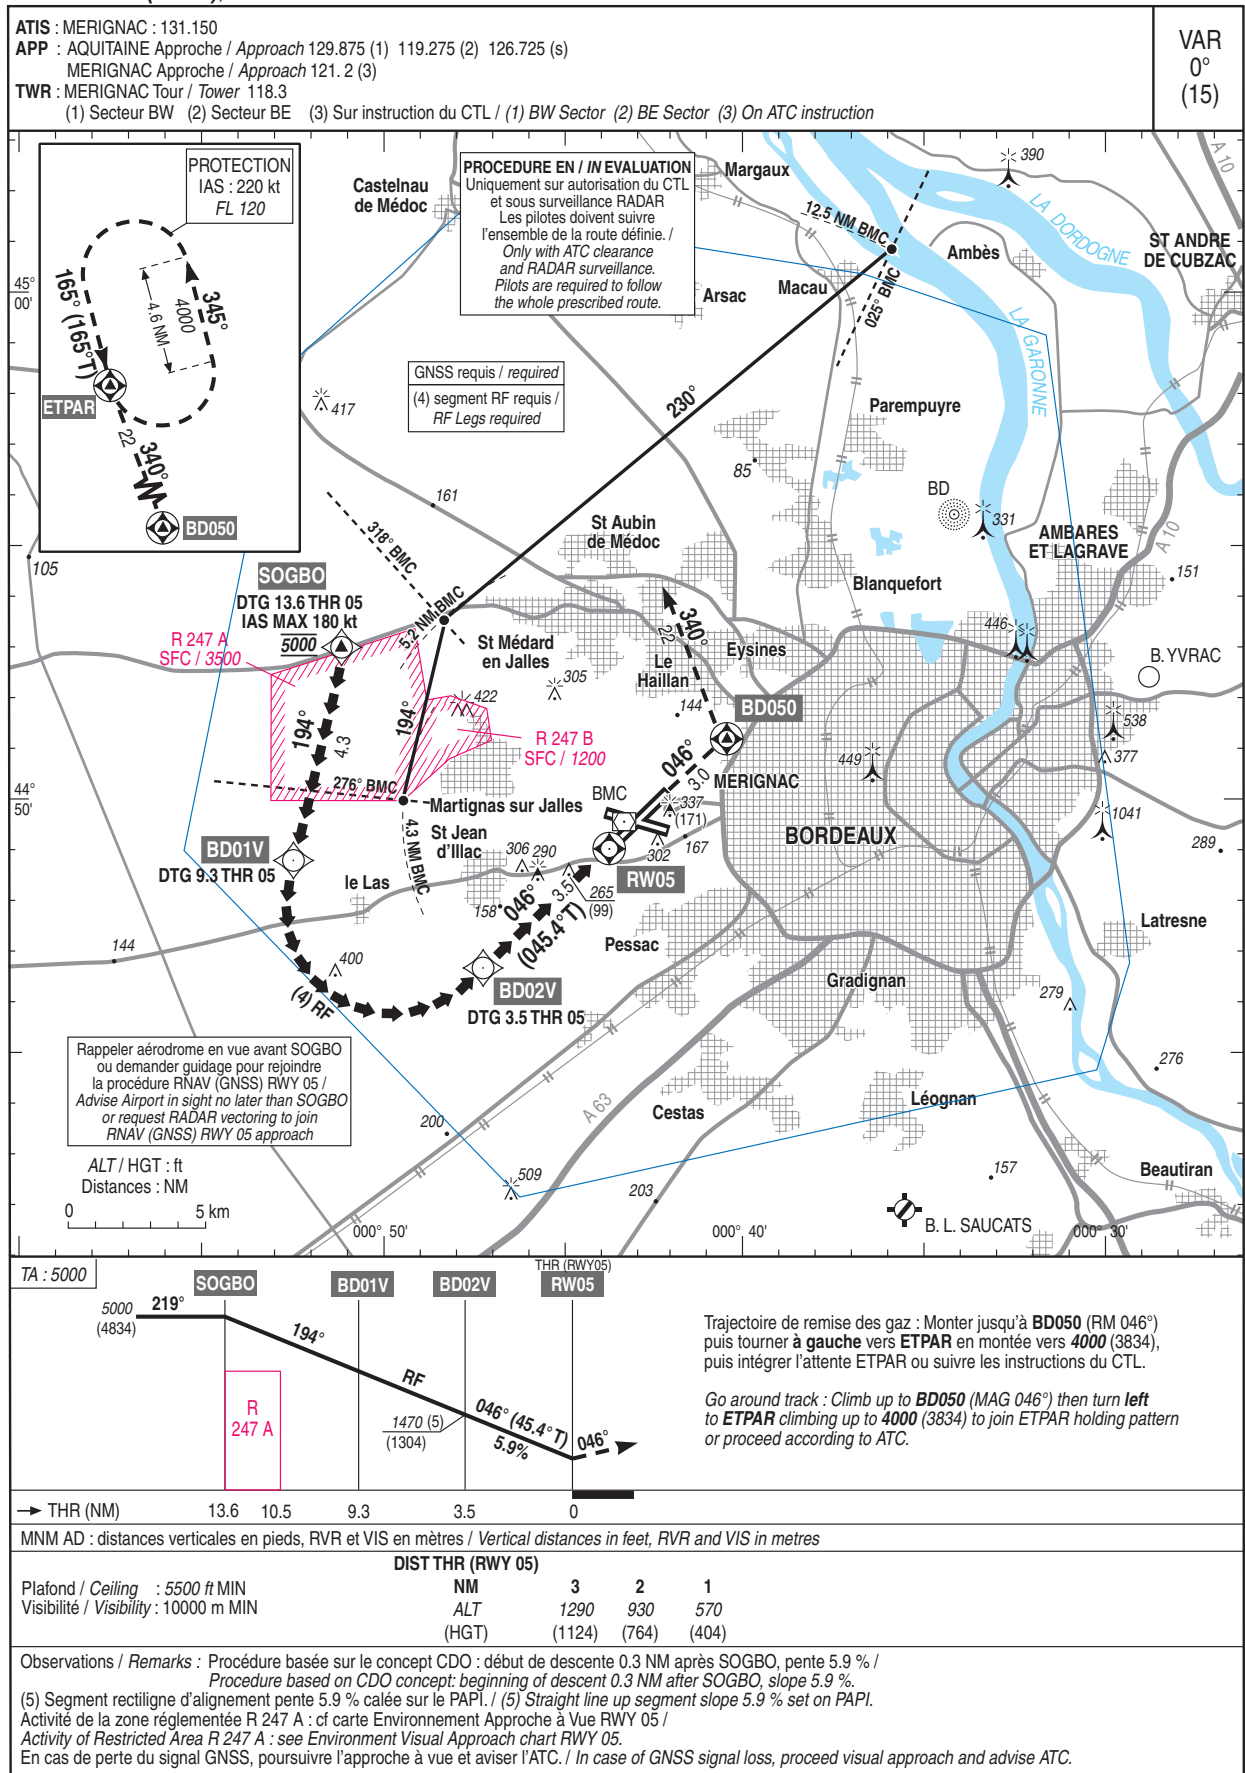 ATIS : MERIGNAC : 131.150
APP : AQUITAINE Approche / Approach 129.875 (1) 119.275 (2) 126.725 (s)
MERIGNAC Approche / Approach 121. 2 (3)
TWR : MERIGNAC Tour / Tower 118.3
(1) Secteur BW (2) Secteur BE (3) Sur instruction du CTL / (1) BW Sector (2) BE Sector (3) On ATC instruction
VAR
0°
(15)
PROTECTION
IAS : 220 kt
FL 120
165° (165°T)
4,6 NM
4000
345°
ETPAR
22
340°
BD050
PROCEDURE EN / IN EVALUATION
Uniquement sur autorisation du CTL
et sous surveillance RADAR
Les pilotes doivent suivre
l'ensemble de la route définie. /
Only with ATC clearance
and RADAR surveillance.
Pilots are required to follow
the whole prescribed route.
GNSS requis / required
(4) segment RF requis /
RF Legs required
Castelnau
de Médoc
Margaux
12.5 NM BMC
390
A 10
LA DORDOGNE
Ambès
ST ANDRE
DE CUBZAC
45°
00'
Arsac
Macau
025° BMC
LA GARONNE
417
230°
Parempuyre
85
161
BD
331
St Aubin
de Médoc
AMBARES
ET LAGRAVE
A 10
151
318° BMC
Blanquefort
105
SOGBO
DTG 13.6 THR 05
IAS MAX 180 kt
5000
5.2 NM BMC
R 247 A
SFC / 3500
St Médard
en Jalles
340°
22
Eysines
446
Le
Haillan
B. YVRAC
305
422
144
BD050
194°
4.3
194°
R 247 B
SFC / 1200
046°
3.0
538
377
449
MERIGNAC
44°
50'
276° BMC
Martignas sur Jalles
BMC
337
(171)
1041
BORDEAUX
St Jean
d'Illac
4.3 NM BMC
BD01V
DTG 9.3 THR 05
306
290
302
167
289
le Las
RW05
265
(99)
158
046°
3.5
(045.4°T)
Latresne
144
Pessac
400
BD02V
DTG 3.5 THR 05
(4) RF
Gradignan
279
Rappeler aérodrome en vue avant SOGBO
ou demander guidage pour rejoindre
la procédure RNAV (GNSS) RWY 05 /
Advise Airport in sight no later than SOGBO
or request RADAR vectoring to join
RNAV (GNSS) RWY 05 approach
276
A 63
Cestas
Léognan
200
ALT / HGT : ft
Distances : NM
0 5 km
509
203
157
Beautiran
B. L. SAUCATS
000° 50'
000° 40'
000° 30'
TA : 5000
SOGBO
BD01V
BD02V
THR (RWY05)
RW05
5000
(4834)
219°
194°
RF
R
247 A
1470 (5)
(1304)
046° (45.4°T)
5.9%
046°
Trajectoire de remise des gaz : Monter jusqu'à BD050 (RM 046°)
puis tourner à gauche vers ETPAR en montée vers 4000 (3834),
puis intégrer l'attente ETPAR ou suivre les instructions du CTL.
Go around track : Climb up to BD050 (MAG 046°) then turn left
to ETPAR climbing up to 4000 (3834) to join ETPAR holding pattern
or proceed according to ATC.
THR (NM) 13.6 10.5 9.3 3.5 0
MNM AD : distances verticales en pieds, RVR et VIS en mètres / Vertical distances in feet, RVR and VIS in metres
DIST THR (RWY 05)
Plafond / Ceiling : 5500 ft MIN NM 3 2 1
Visibilité / Visibility : 10000 m MIN ALT 1290 930 570
(HGT) (1124) (764) (404)
Observations / Remarks : Procédure basée sur le concept CDO : début de descente 0.3 NM après SOGBO, pente 5.9 % /
Procedure based on CDO concept: beginning of descent 0.3 NM after SOGBO, slope 5.9 %.
(5) Segment rectiligne d'alignement pente 5.9 % calée sur le PAPI. / (5) Straight line up segment slope 5.9 % set on PAPI.
Activité de la zone réglementée R 247 A : cf carte Environnement Approche à Vue RWY 05 /
Activity of Restricted Area R 247 A : see Environment Visual Approach chart RWY 05.
En cas de perte du signal GNSS, poursuivre l'approche à vue et aviser l'ATC. / In case of GNSS signal loss, proceed visual approach and advise ATC.